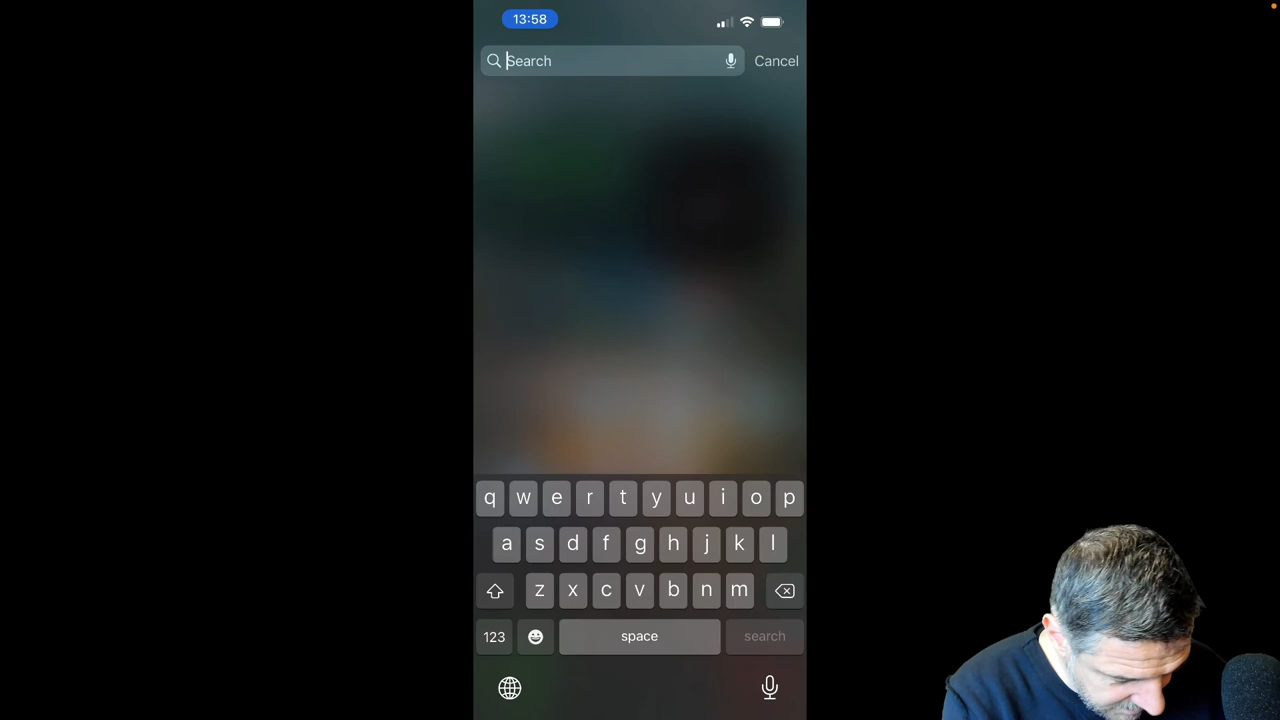 13:58
Search
Cancel
q w e r t y u i o p
a s d f g h j k l
z x c v b n m
123
space
search